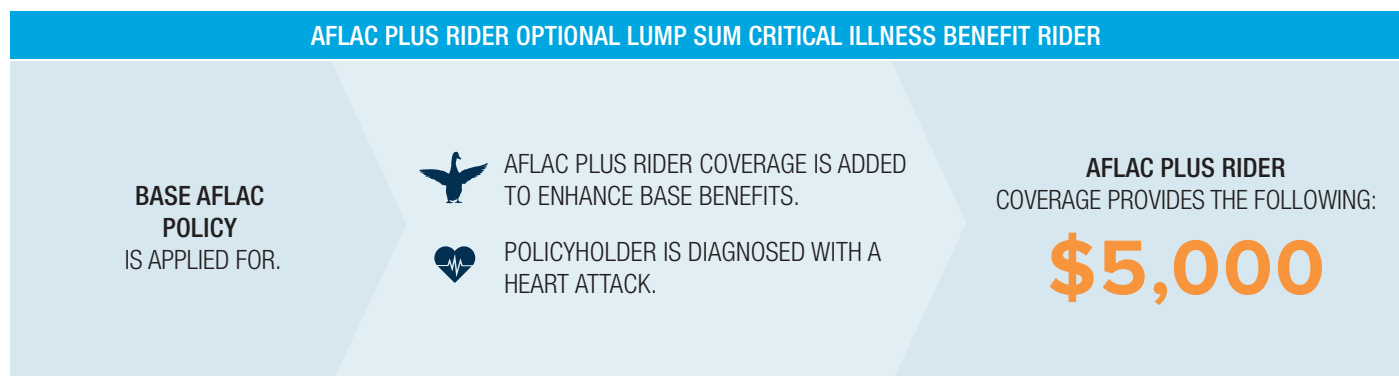 AFLAC PLUS RIDER OPTIONAL LUMP SUM CRITICAL ILLNESS BENEFIT RIDER
BASE AFLAC
POLICY
IS APPLIED FOR.
AFLAC PLUS RIDER COVERAGE IS ADDED
TO ENHANCE BASE BENEFITS.
POLICYHOLDER IS DIAGNOSED WITH A
HEART ATTACK.
AFLAC PLUS RIDER
COVERAGE PROVIDES THE FOLLOWING:
$5,000